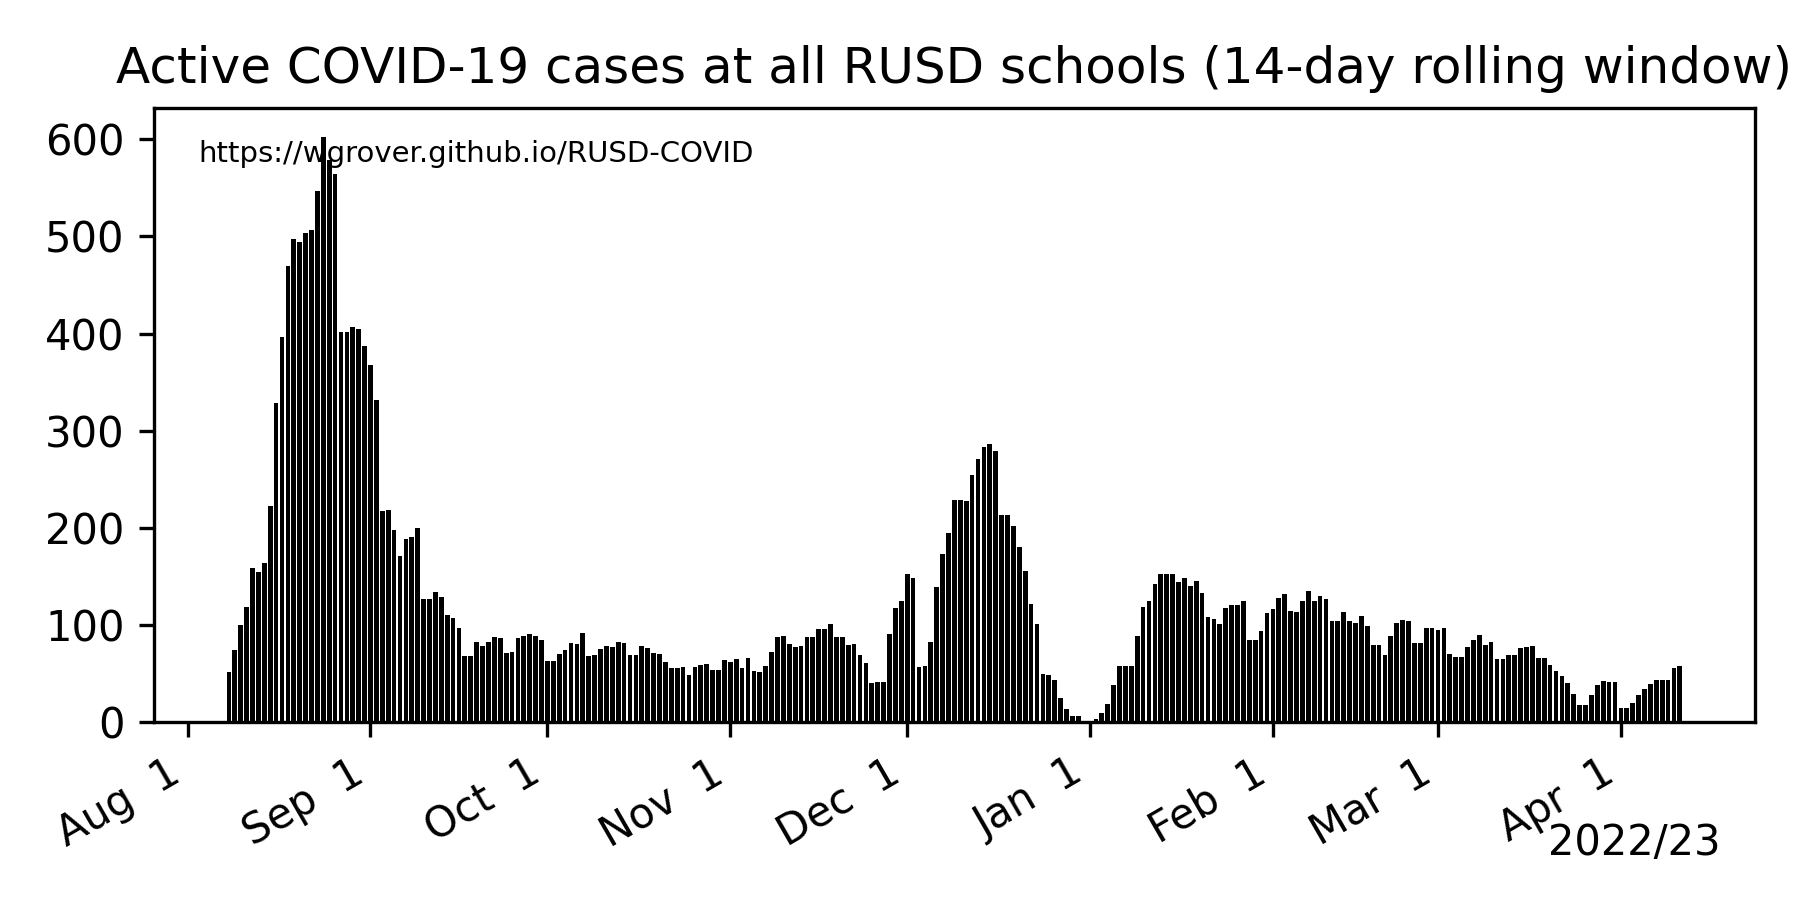 Active COVID-19 cases at all RUSD schools (14-day rolling window)
https://wgrover.github.io/RUSD-COVID
600
500
400
300
200
100
0
Aug 1
Sep 1
Oct 1
Nov 1
Dec 1
Jan 1
Feb 1
Mar 1
Apr 1
2022/23